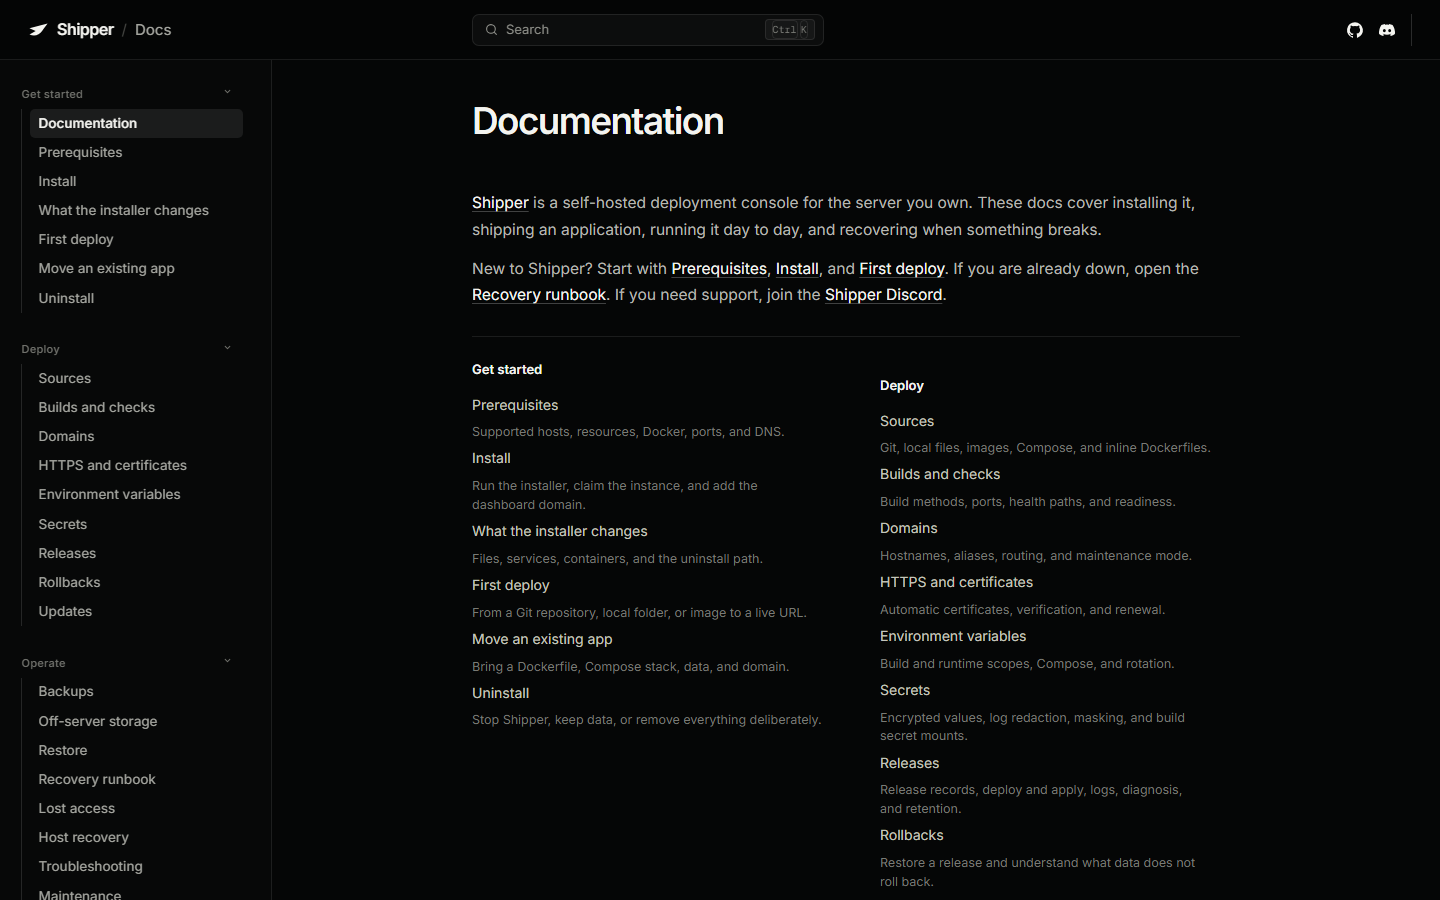 Shipper / Docs
Search
Ctrl K
Get started
Documentation
Prerequisites
Install
What the installer changes
First deploy
Move an existing app
Uninstall
Deploy
Sources
Builds and checks
Domains
HTTPS and certificates
Environment variables
Secrets
Releases
Rollbacks
Updates
Operate
Backups
Off-server storage
Restore
Recovery runbook
Lost access
Host recovery
Troubleshooting
Maintenance
Documentation
Shipper is a self-hosted deployment console for the server you own. These docs cover installing it,
shipping an application, running it day to day, and recovering when something breaks.
New to Shipper? Start with Prerequisites, Install, and First deploy. If you are already down, open the
Recovery runbook. If you need support, join the Shipper Discord.
Get started
Prerequisites
Supported hosts, resources, Docker, ports, and DNS.
Install
Run the installer, claim the instance, and add the
dashboard domain.
What the installer changes
Files, services, containers, and the uninstall path.
First deploy
From a Git repository, local folder, or image to a live URL.
Move an existing app
Bring a Dockerfile, Compose stack, data, and domain.
Uninstall
Stop Shipper, keep data, or remove everything deliberately.
Deploy
Sources
Git, local files, images, Compose, and inline Dockerfiles.
Builds and checks
Build methods, ports, health paths, and readiness.
Domains
Hostnames, aliases, routing, and maintenance mode.
HTTPS and certificates
Automatic certificates, verification, and renewal.
Environment variables
Build and runtime scopes, Compose, and rotation.
Secrets
Encrypted values, log redaction, masking, and build
secret mounts.
Releases
Release records, deploy and apply, logs, diagnosis,
and retention.
Rollbacks
Restore a release and understand what data does not
roll back.